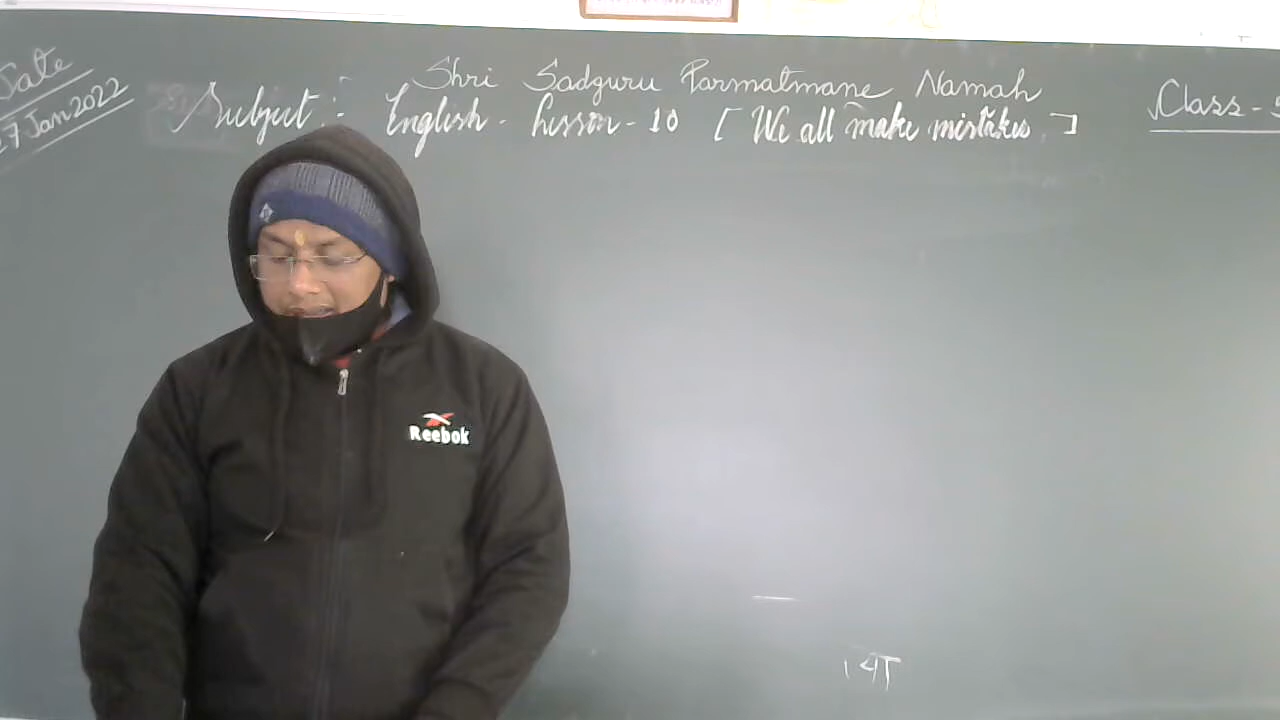 Shri Sadguru Parmatmane Namah
Date
27 Jan 2022
Subject :- English - Lesson - 10 [ We all make mistakes ]
Class - 5
Reebok